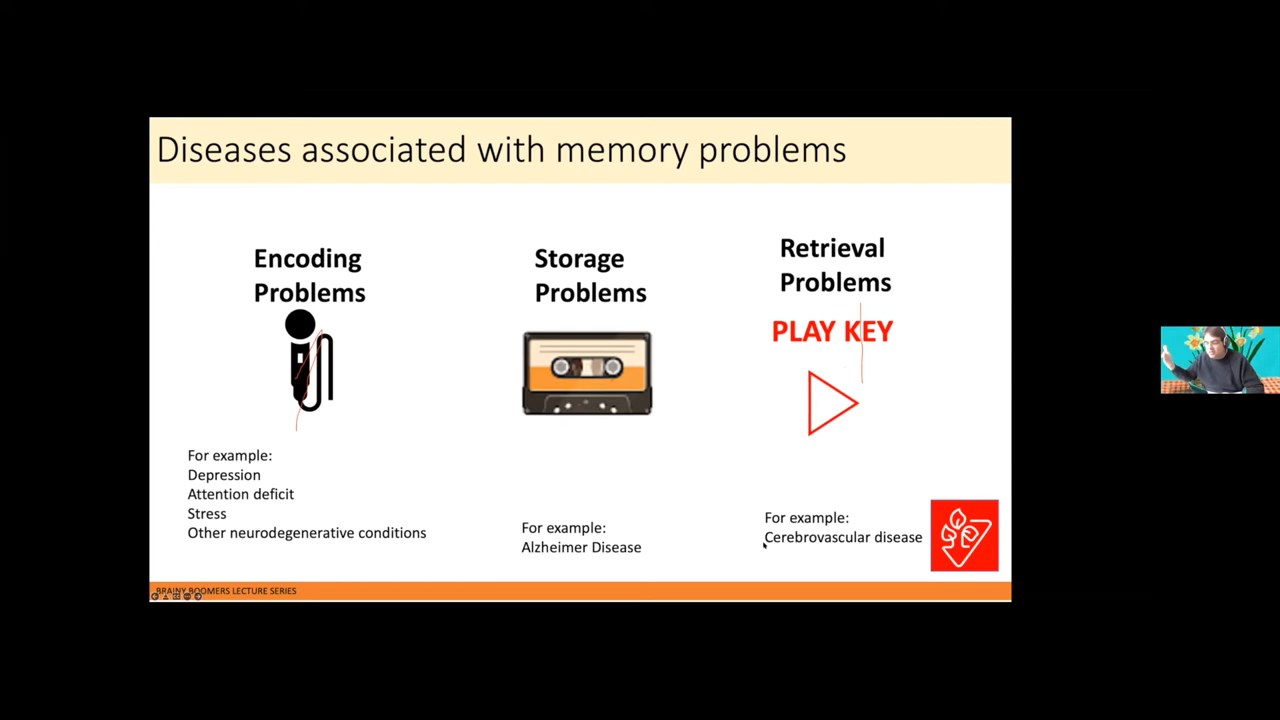 Diseases associated with memory problems
Encoding
Problems
For example:
Depression
Attention deficit
Stress
Other neurodegenerative conditions
Storage
Problems
For example:
Alzheimer Disease
Retrieval
Problems
PLAY KEY
For example:
Cerebrovascular disease
BRAINY BOOMERS LECTURE SERIES